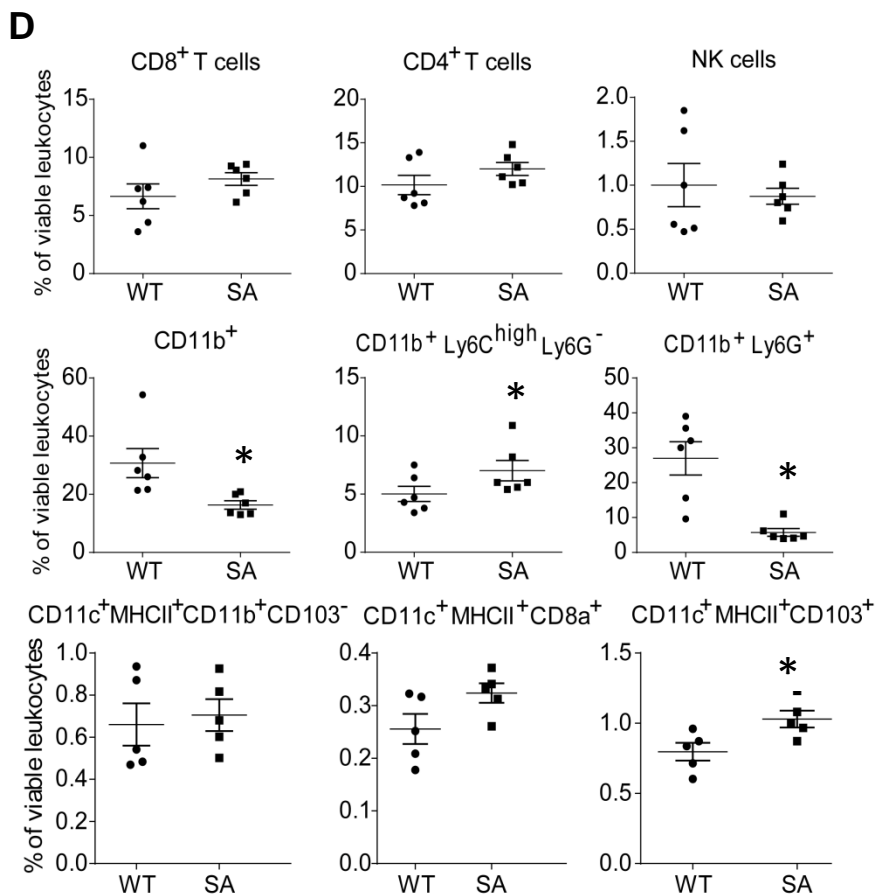 D
CD8+ T cells
CD4+ T cells
NK cells
% of viable leukocytes
15
10
5
0
WT SA
20
15
10
5
0
WT SA
2.0
1.5
1.0
0.5
0.0
WT SA
CD11b+
CD11b+ Ly6Chigh Ly6G-
CD11b+ Ly6G+
% of viable leukocytes
60
40
20
0
*
WT SA
15
10
5
0
*
WT SA
50
40
30
20
10
0
*
WT SA
CD11c+MHCII+CD11b+CD103-
CD11c+MHCII+CD8a+
CD11c+MHCII+CD103+
% of viable leukocytes
1.0
0.8
0.6
0.4
0.2
0.0
WT SA
0.4
0.3
0.2
0.1
0.0
WT SA
1.5
1.0
0.5
0.0
*
WT SA